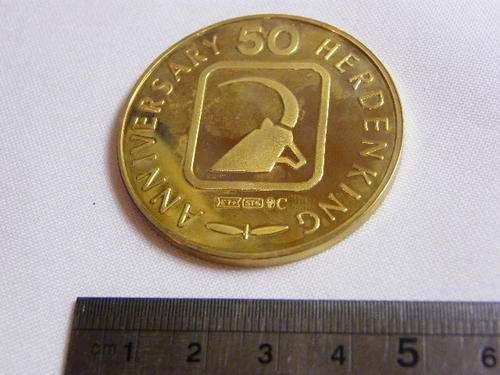 ANNIVERSARY 50 HERDENKING
C
cm 1 2 3 4 5 6